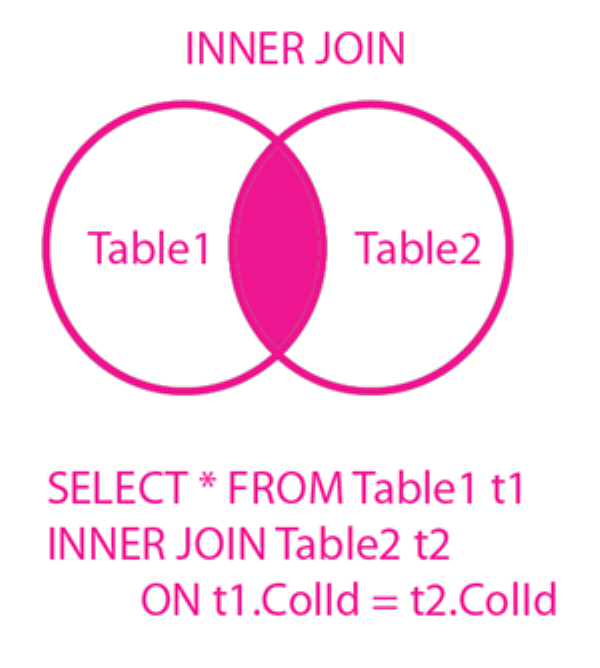 INNER JOIN
Table1
Table2
SELECT * FROM Table1 t1
INNER JOIN Table2 t2
ON t1.ColId = t2.ColId